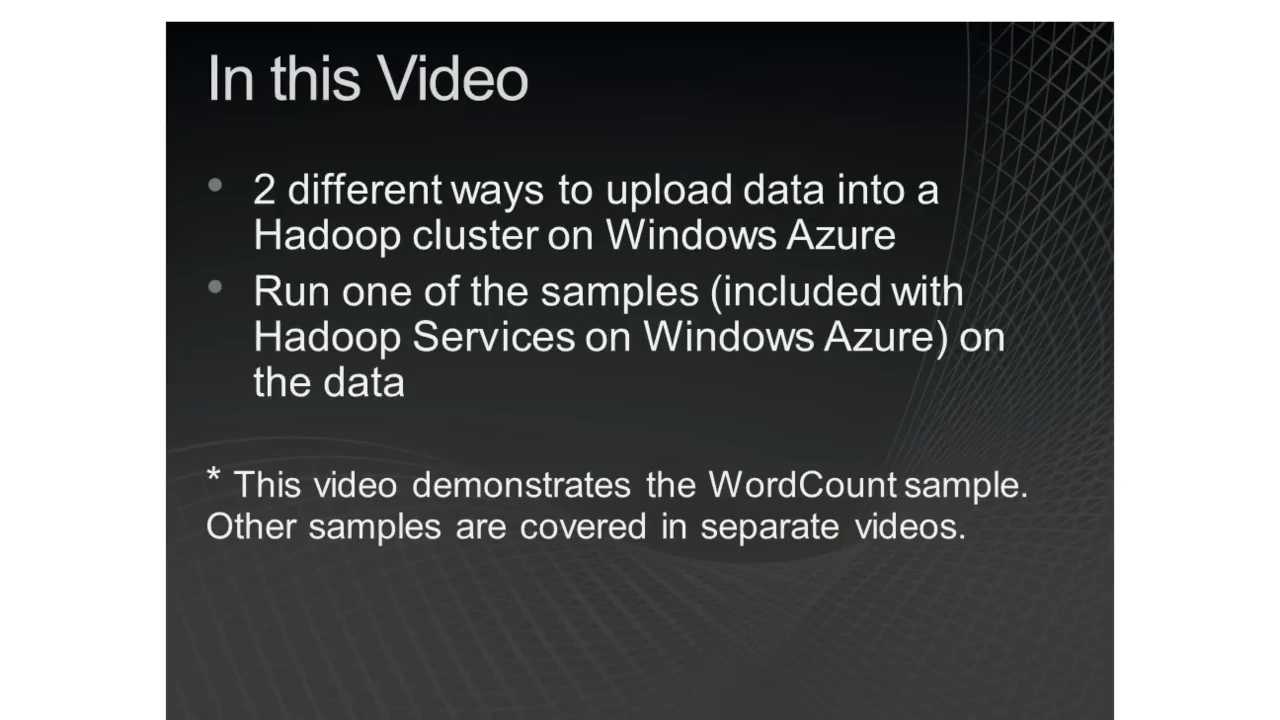 In this Video
• 2 different ways to upload data into a
Hadoop cluster on Windows Azure
• Run one of the samples (included with
Hadoop Services on Windows Azure) on
the data
* This video demonstrates the WordCount sample.
Other samples are covered in separate videos.